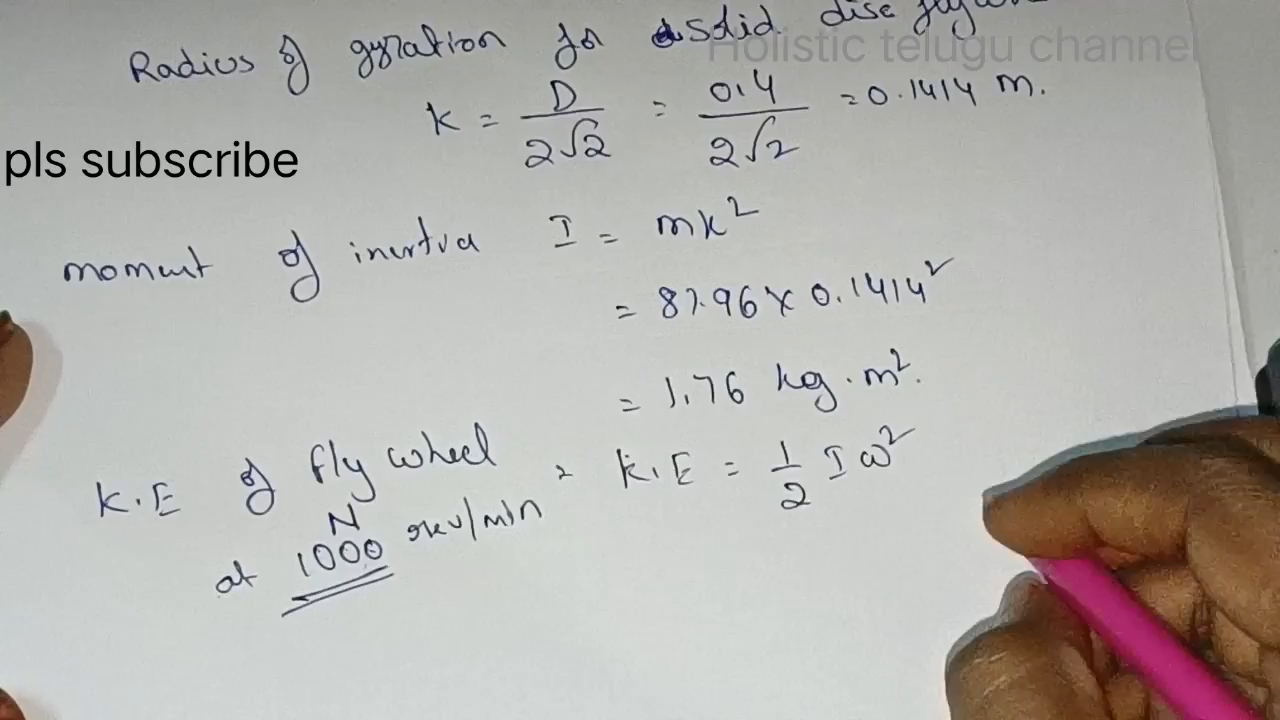 Radius of gyration for a solid disc
Holistic telugu channel
K = D / 2√2 = 0.4 / 2√2 = 0.1414 m.
pls subscribe
moment of inertia I = mk²
= 87.96 × 0.1414²
= 1.76 kg.m².
K.E of fly wheel = K.E = 1/2 I ω²
N
at 1000 rev/min